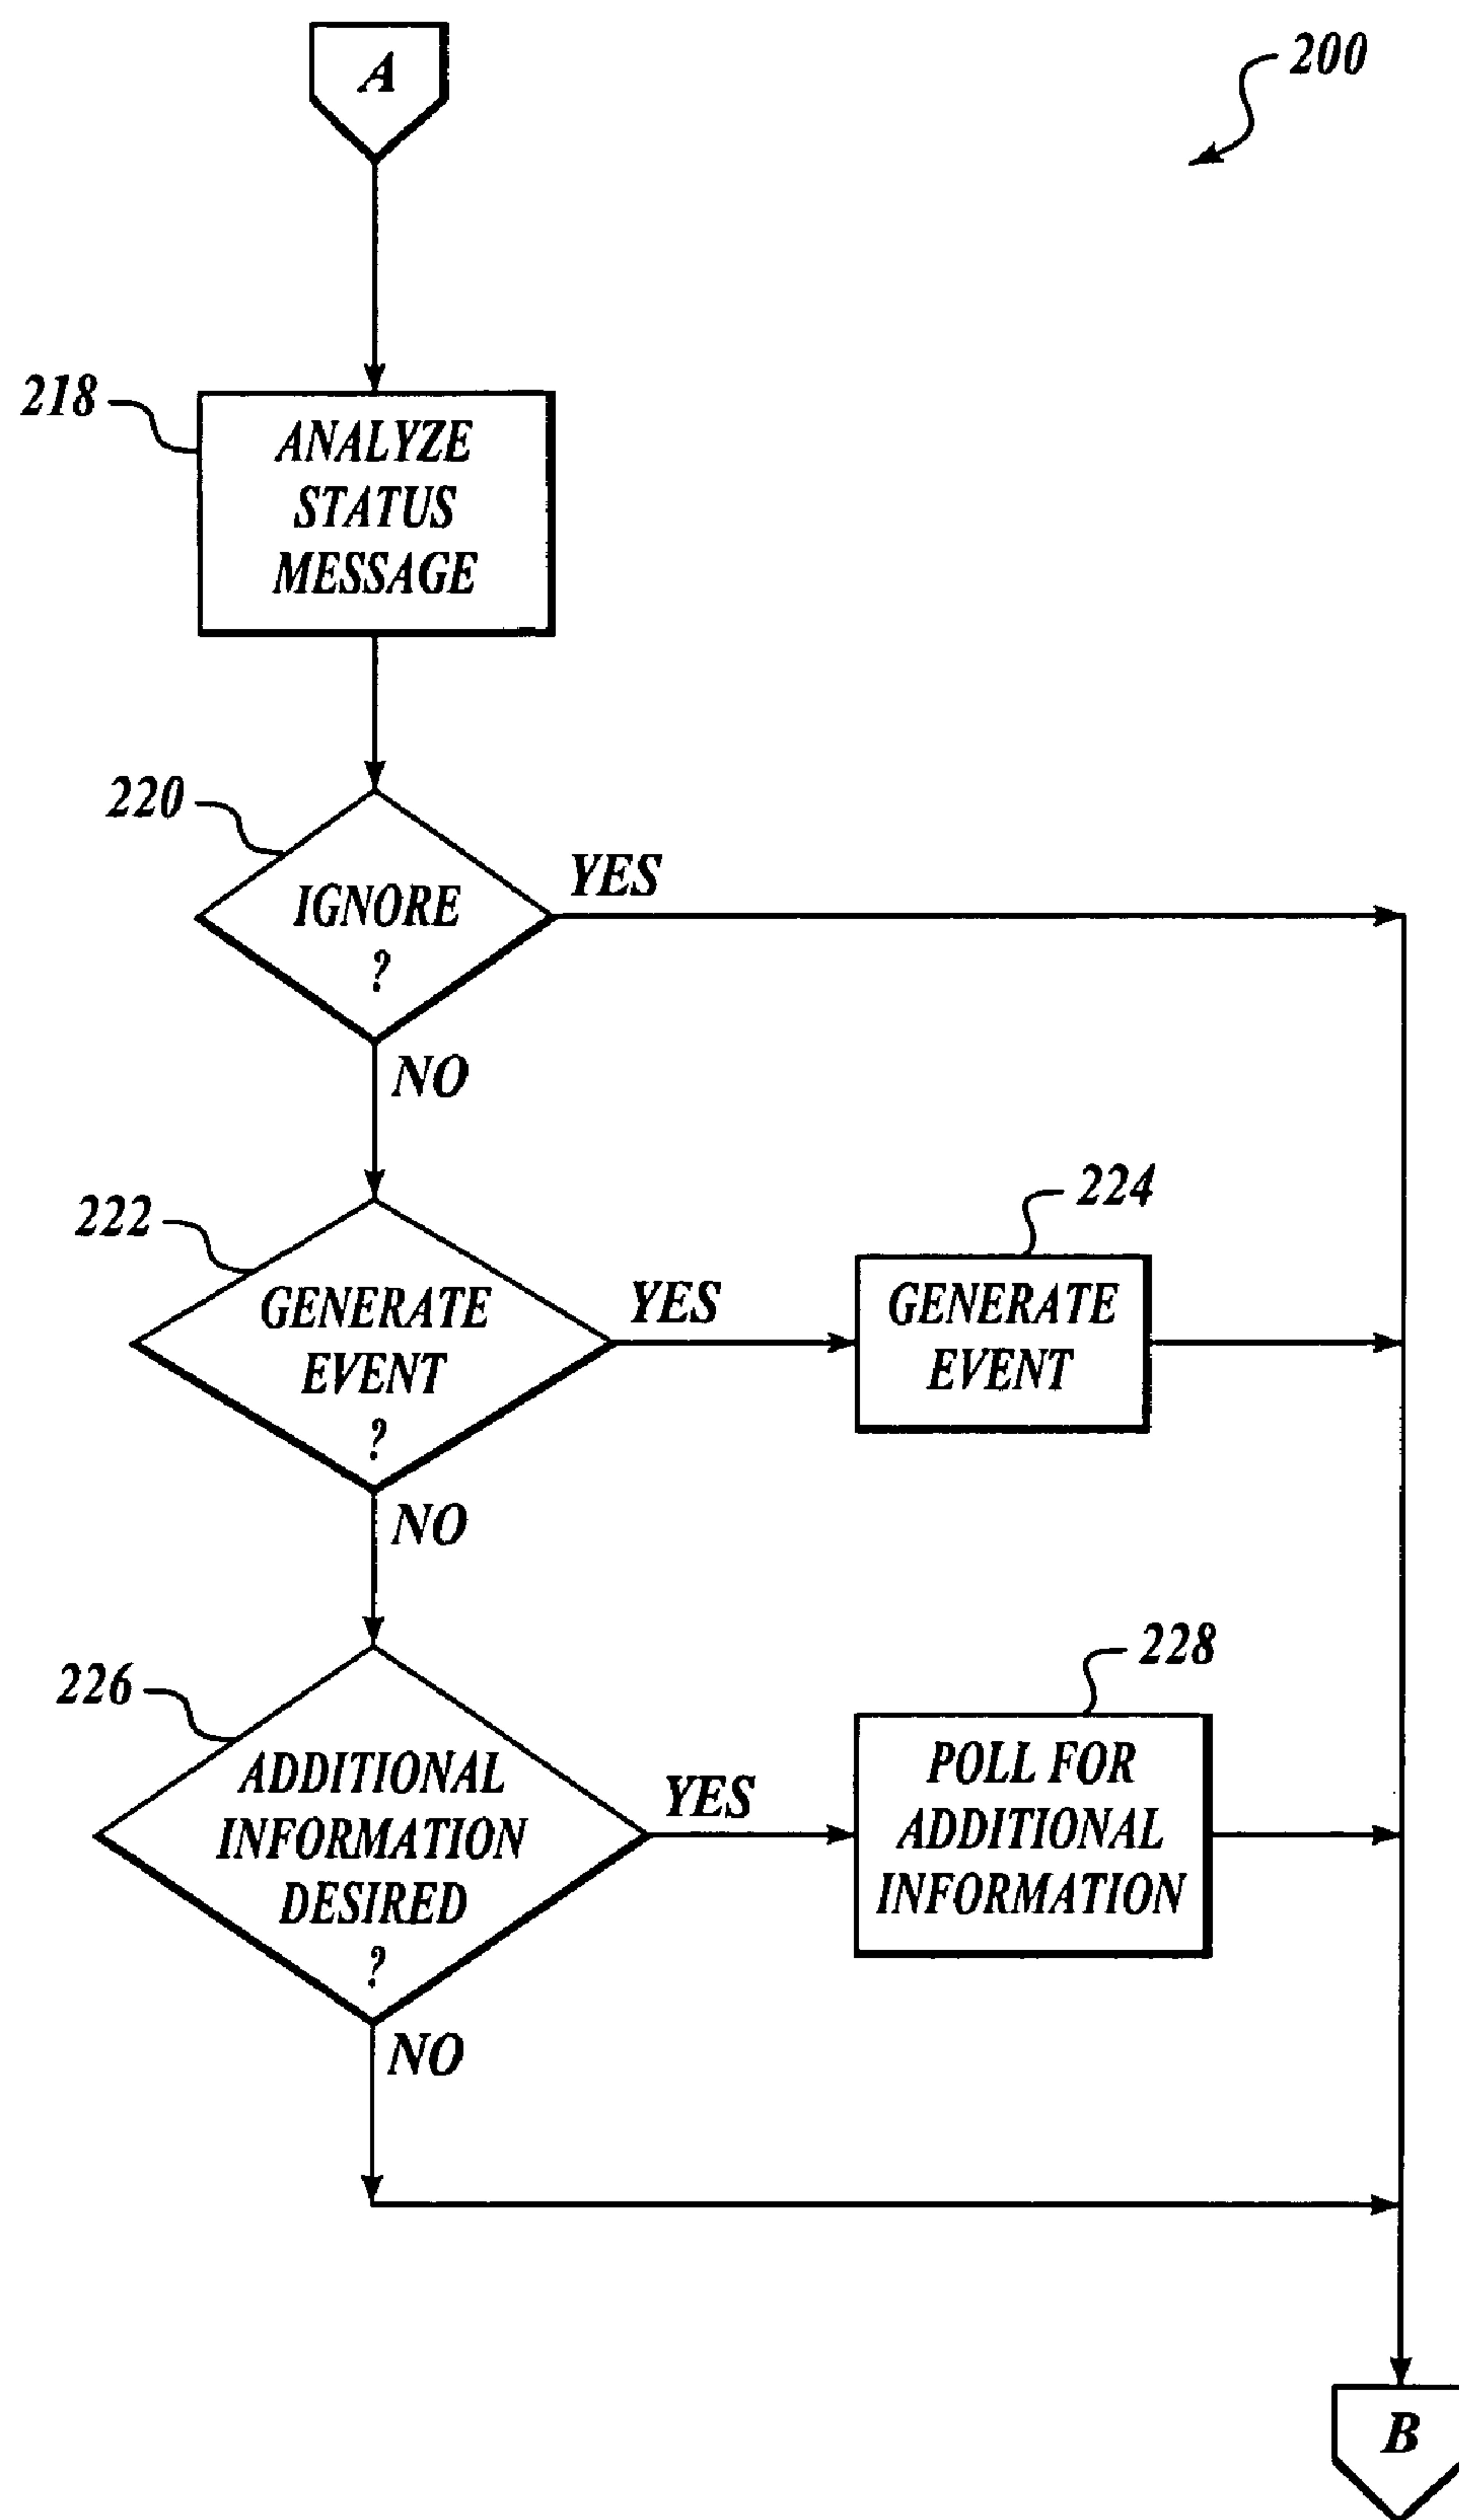 A
200
218
ANALYZE
STATUS
MESSAGE
220
IGNORE
?
YES
NO
222
GENERATE
EVENT
?
YES
224
GENERATE
EVENT
NO
226
ADDITIONAL
INFORMATION
DESIRED
?
YES
228
POLL FOR
ADDITIONAL
INFORMATION
NO
B